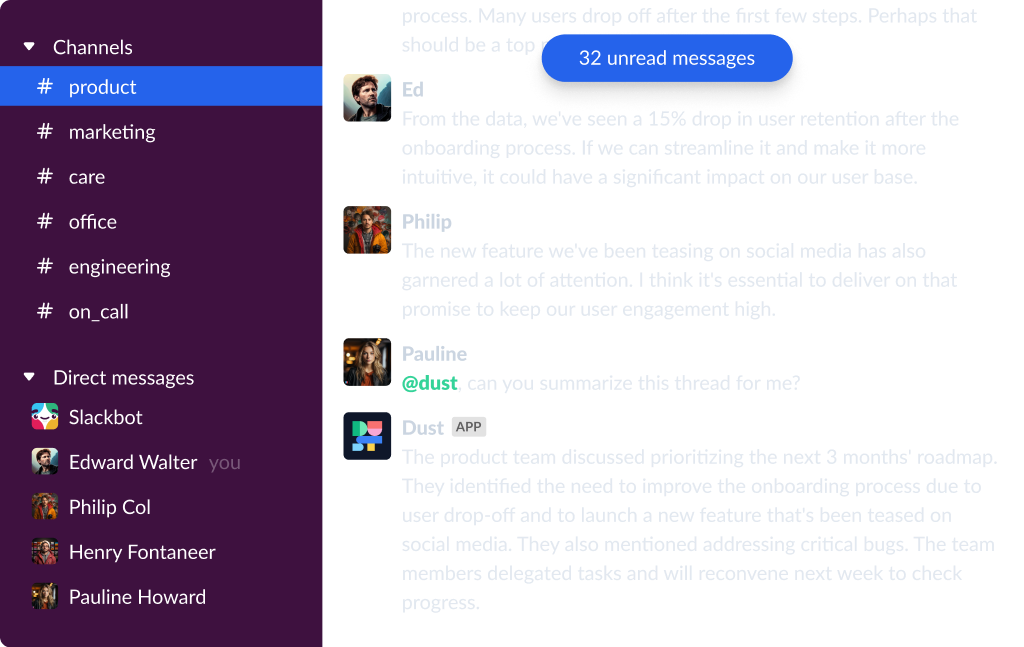 Channels
# product
# marketing
# care
# office
# engineering
# on_call
Direct messages
Slackbot
Edward Walter you
Philip Col
Henry Fontaneer
Pauline Howard
process. Many users drop off after the first few steps. Perhaps that
should be a top
32 unread messages
Ed
From the data, we've seen a 15% drop in user retention after the
onboarding process. If we can streamline it and make it more
intuitive, it could have a significant impact on our user base.
Philip
The new feature we've been teasing on social media has also
garnered a lot of attention. I think it's essential to deliver on that
promise to keep our user engagement high.
Pauline
@dust can you summarize this thread for me?
Dust APP
The product team discussed prioritizing the next 3 months' roadmap.
They identified the need to improve the onboarding process due to
user drop-off and to launch a new feature that's been teased on
social media. They also mentioned addressing critical bugs. The team
members delegated tasks and will reconvene next week to check
progress.